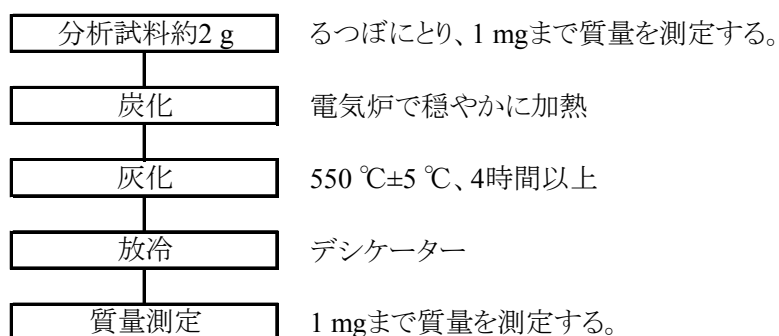 分析試料約2 g るつぼにとり、1 mgまで質量を測定する。
炭化 電気炉で穏やかに加熱
灰化 550 ℃±5 ℃、4時間以上
放冷 デシケーター
質量測定 1 mgまで質量を測定する。